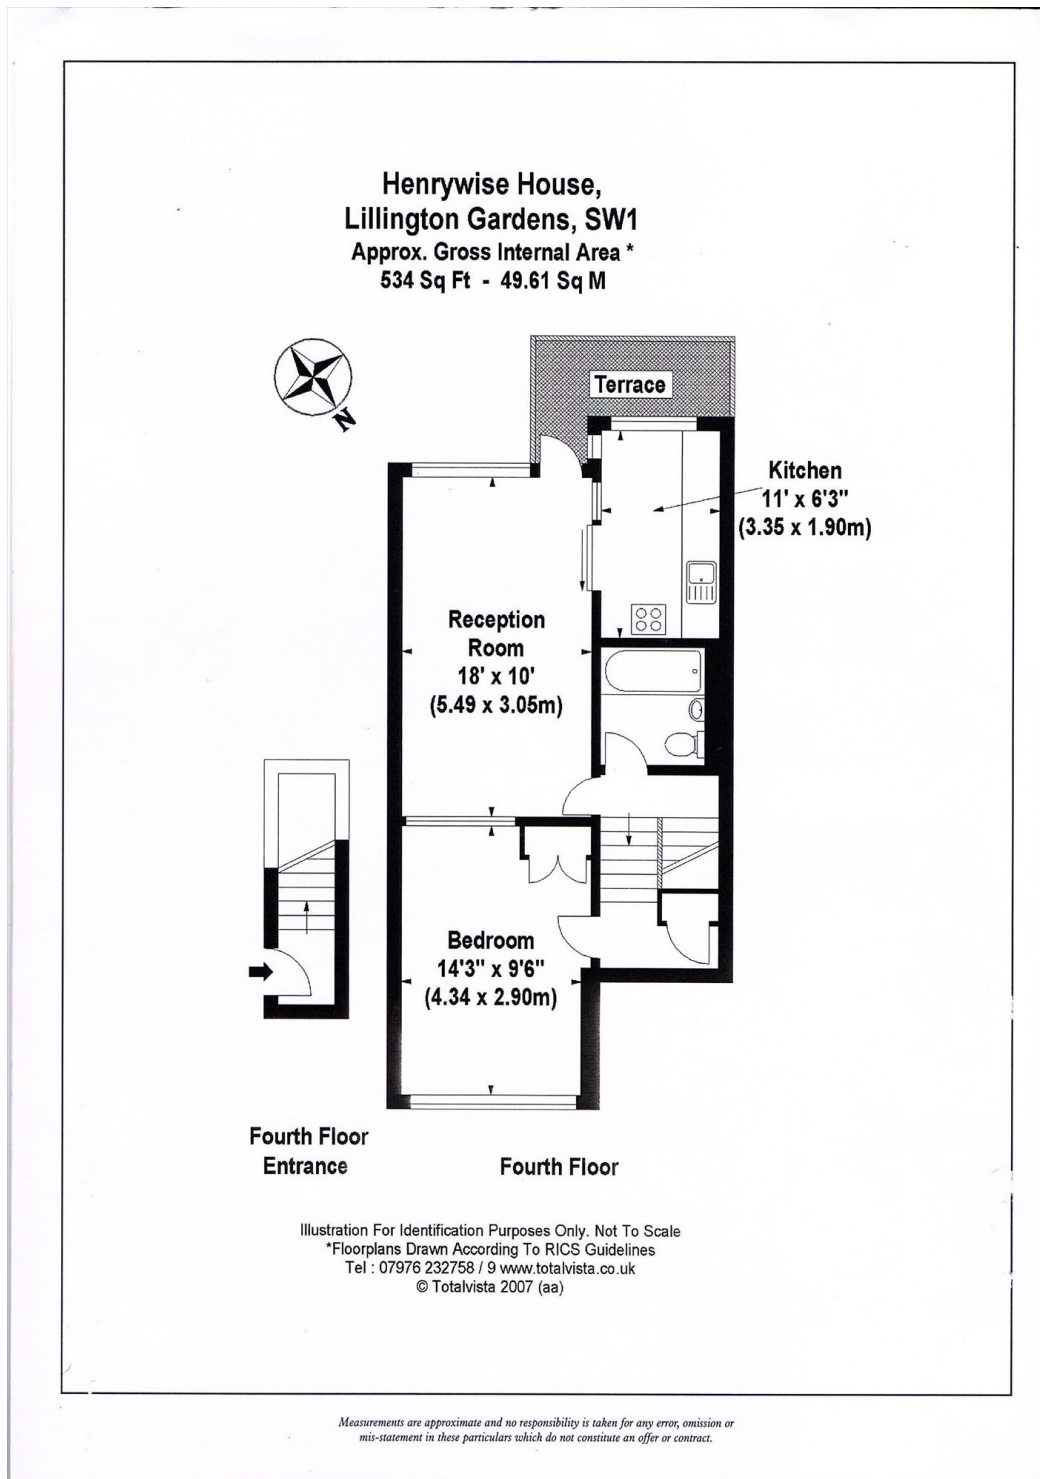 Henrywise House,
Lillington Gardens, SW1
Approx. Gross Internal Area *
534 Sq Ft - 49.61 Sq M
N
Terrace
Kitchen
11' x 6'3"
(3.35 x 1.90m)
Reception
Room
18' x 10'
(5.49 x 3.05m)
Bedroom
14'3" x 9'6"
(4.34 x 2.90m)
Fourth Floor
Entrance
Fourth Floor
Illustration For Identification Purposes Only. Not To Scale
*Floorplans Drawn According To RICS Guidelines
Tel : 07976 232758 / 9 www.totalvista.co.uk
© Totalvista 2007 (aa)
Measurements are approximate and no responsibility is taken for any error, omission or
mis-statement in these particulars which do not constitute an offer or contract.